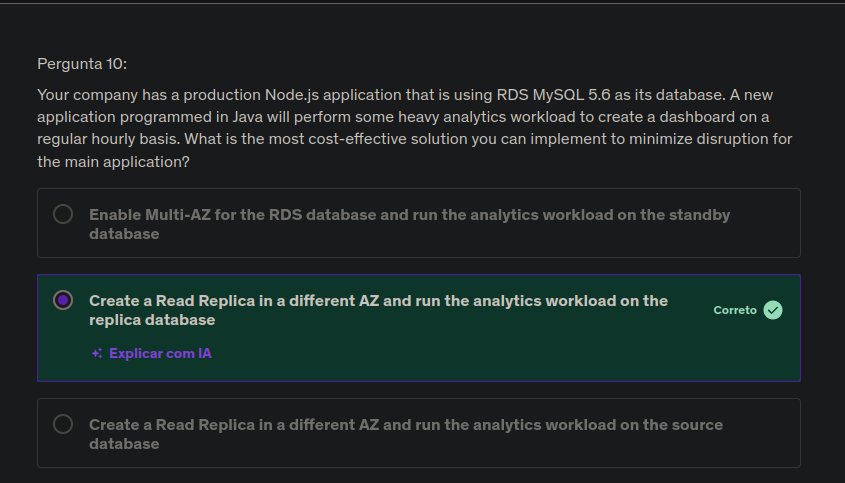 Pergunta 10:
Your company has a production Node.js application that is using RDS MySQL 5.6 as its database. A new
application programmed in Java will perform some heavy analytics workload to create a dashboard on a
regular hourly basis. What is the most cost-effective solution you can implement to minimize disruption for
the main application?
Enable Multi-AZ for the RDS database and run the analytics workload on the standby
database
Create a Read Replica in a different AZ and run the analytics workload on the
replica database
Correto
Explicar com IA
Create a Read Replica in a different AZ and run the analytics workload on the source
database